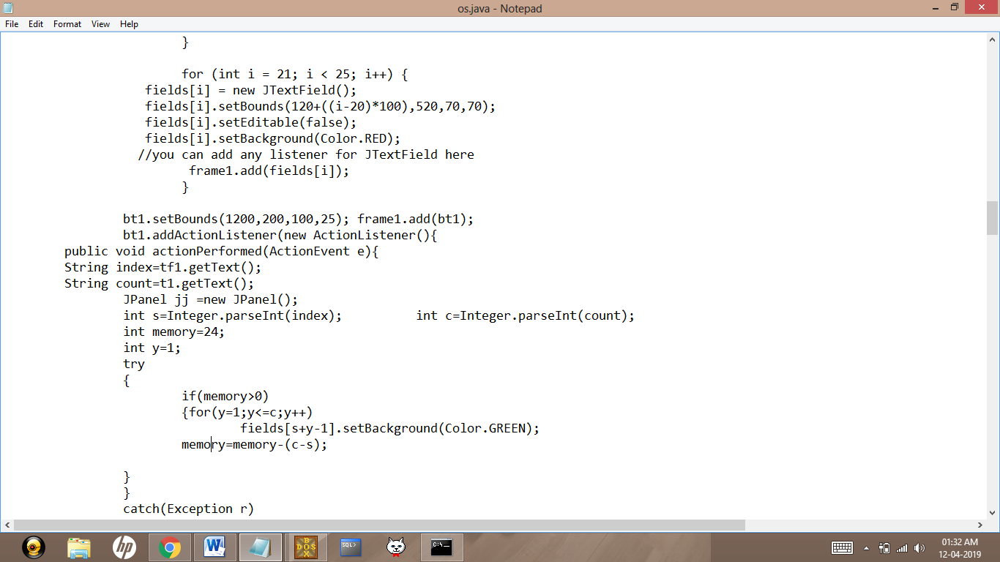 os.java - Notepad
File Edit Format View Help
}
for (int i = 21; i < 25; i++) {
fields[i] = new JTextField();
fields[i].setBounds(120+((i-20)*100),520,70,70);
fields[i].setEditable(false);
fields[i].setBackground(Color.RED);
//you can add any listener for JTextField here
frame1.add(fields[i]);
}
bt1.setBounds(1200,200,100,25); frame1.add(bt1);
bt1.addActionListener(new ActionListener(){
public void actionPerformed(ActionEvent e){
String index=tf1.getText();
String count=t1.getText();
JPanel jj =new JPanel();
int s=Integer.parseInt(index); int c=Integer.parseInt(count);
int memory=24;
int y=1;
try
{
if(memory>0)
{for(y=1;y<=c;y++)
fields[s+y-1].setBackground(Color.GREEN);
memory=memory-(c-s);
}
}
catch(Exception r)
hp
W
BOX
DOS
SQL>
C:\_
01:32 AM
12-04-2019